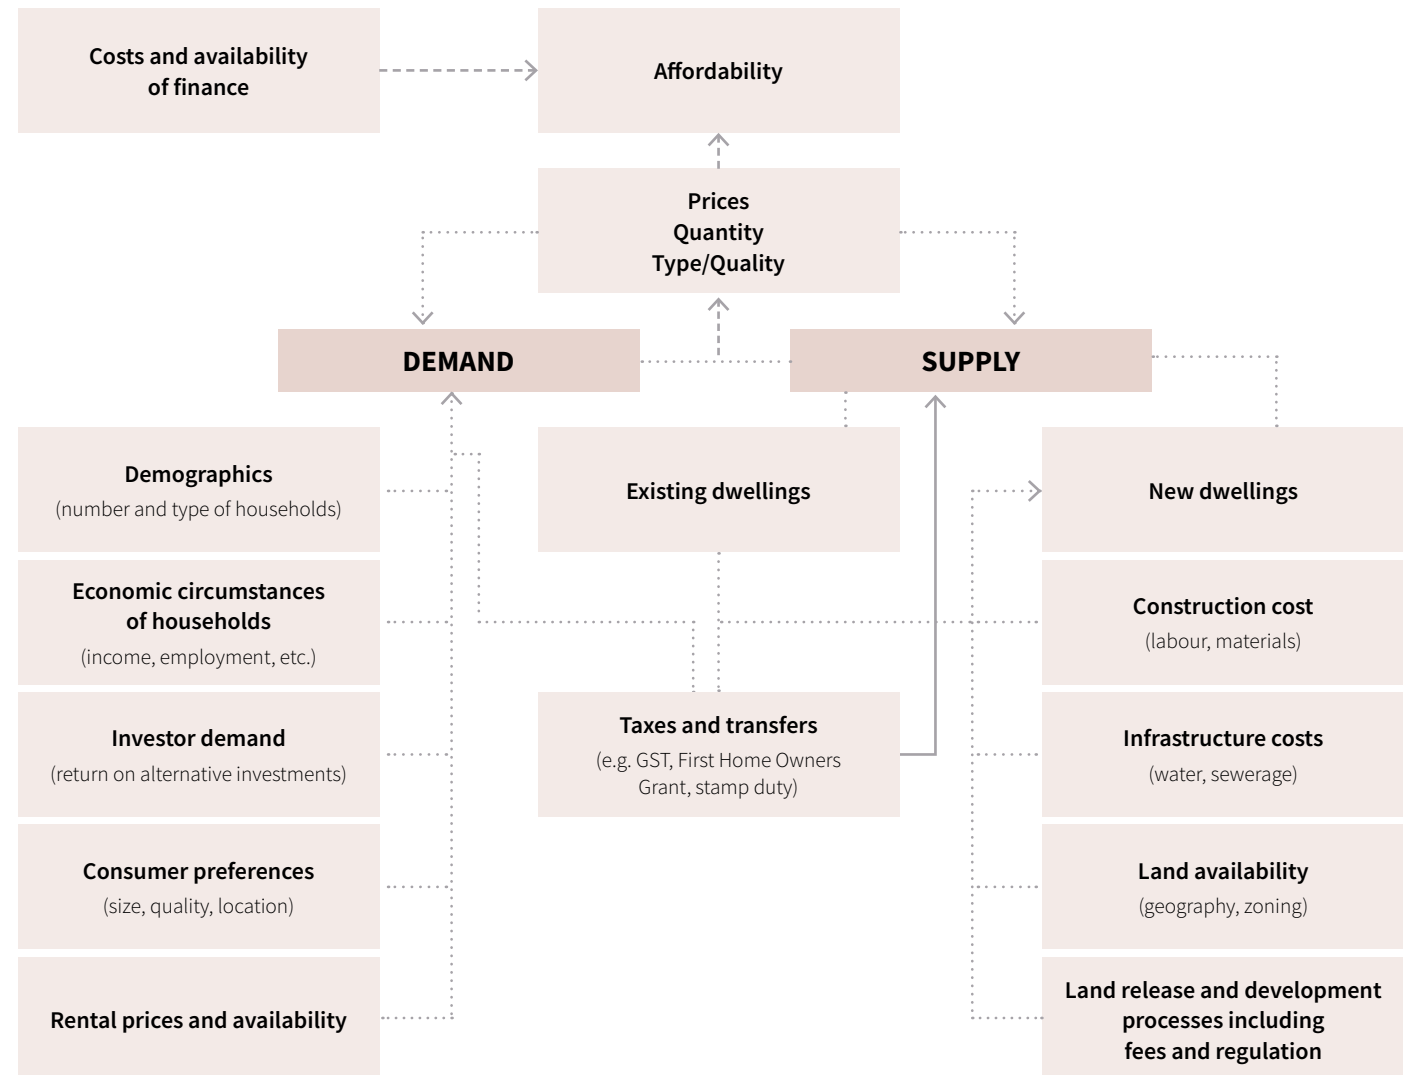 Costs and availability
of finance
Affordability
Prices
Quantity
Type/Quality
DEMAND
SUPPLY
Demographics
(number and type of households)
Existing dwellings
New dwellings
Economic circumstances
of households
(income, employment, etc.)
Construction cost
(labour, materials)
Investor demand
(return on alternative investments)
Taxes and transfers
(e.g. GST, First Home Owners
Grant, stamp duty)
Infrastructure costs
(water, sewerage)
Consumer preferences
(size, quality, location)
Land availability
(geography, zoning)
Rental prices and availability
Land release and development
processes including
fees and regulation